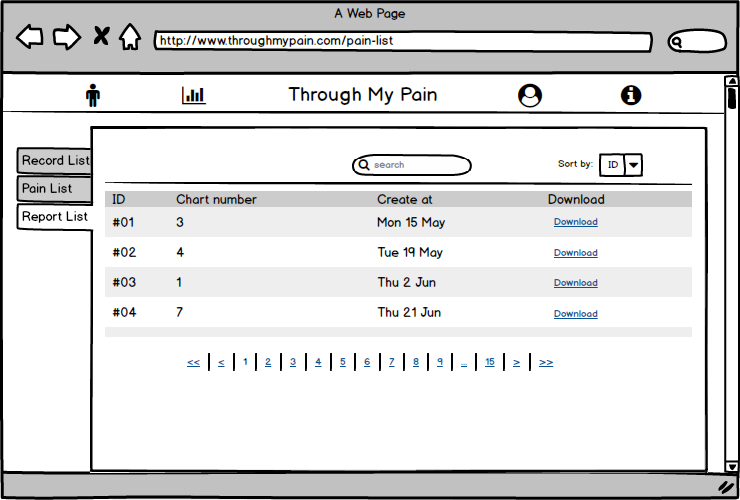 A Web Page
http://www.throughmypain.com/pain-list
Through My Pain
Record List
Pain List
Report List
search
Sort by: ID
ID Chart number Create at Download
#01 3 Mon 15 May Download
#02 4 Tue 19 May Download
#03 1 Thu 2 Jun Download
#04 7 Thu 21 Jun Download
<< < 1 2 3 4 5 6 7 8 9 ... 15 > >>